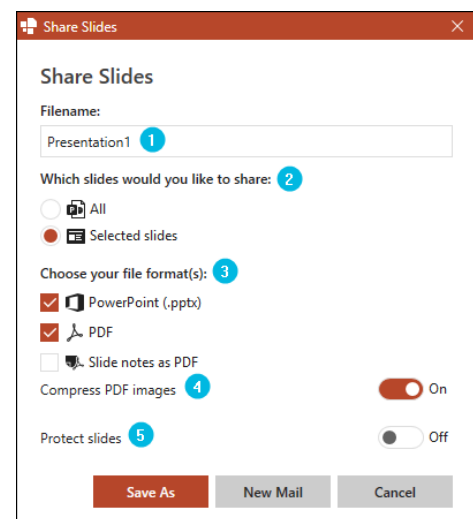 Share Slides
Share Slides
Filename:
Presentation1 1
Which slides would you like to share: 2
All
Selected slides
Choose your file format(s): 3
PowerPoint (.pptx)
PDF
Slide notes as PDF
Compress PDF images 4 On
Protect slides 5 Off
Save As New Mail Cancel